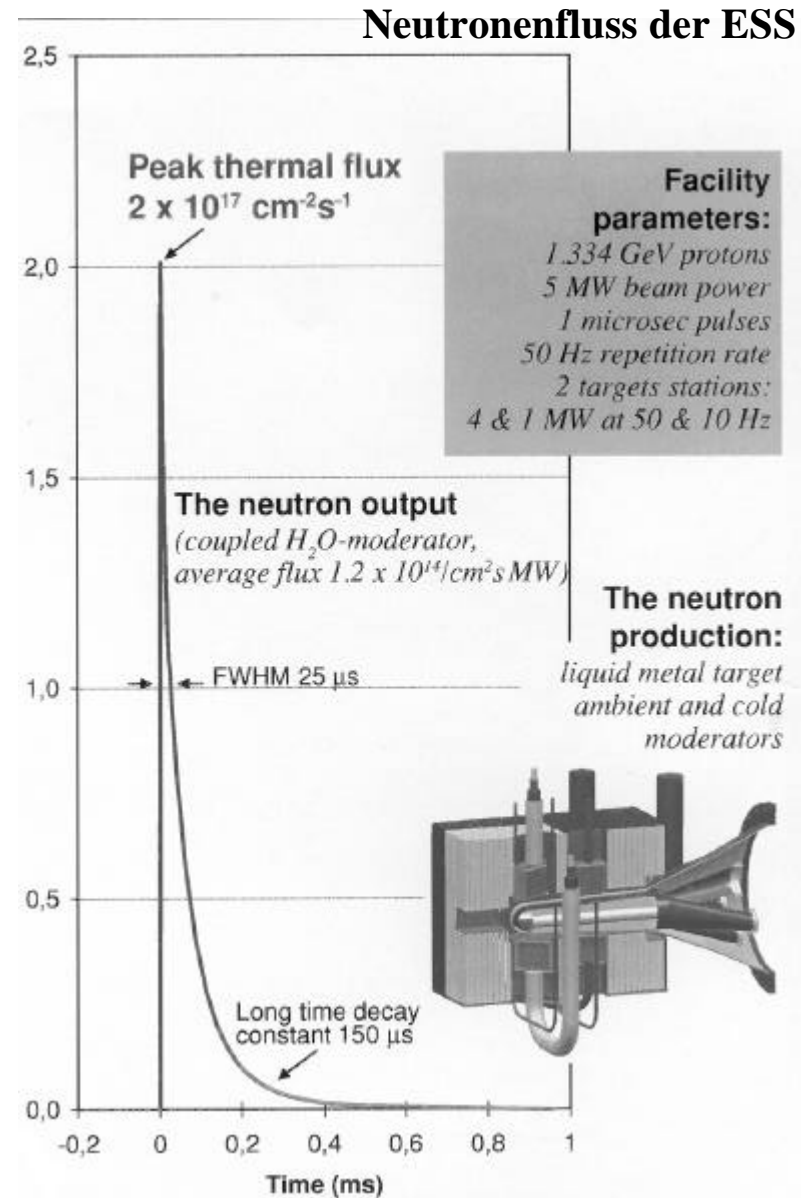 Neutronenfluss der ESS
2,5
Peak thermal flux
2 x 10¹⁷ cm⁻²s⁻¹
Facility
parameters:
1.334 GeV protons
5 MW beam power
1 microsec pulses
50 Hz repetition rate
2 targets stations:
4 & 1 MW at 50 & 10 Hz
2,0
1,5
The neutron output
(coupled H₂O-moderator,
average flux 1.2 x 10¹⁴/cm²s MW)
The neutron
production:
liquid metal target
ambient and cold
moderators
1,0
FWHM 25 µs
0,5
Long time decay
constant 150 µs
0,0
-0,2 0 0,2 0,4 0,6 0,8 1
Time (ms)